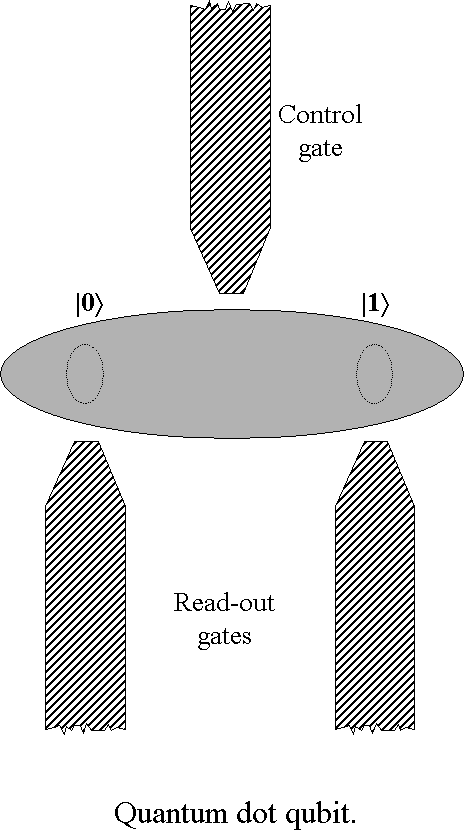 Control
gate
|0⟩
|1⟩
Read-out
gates
Quantum dot qubit.